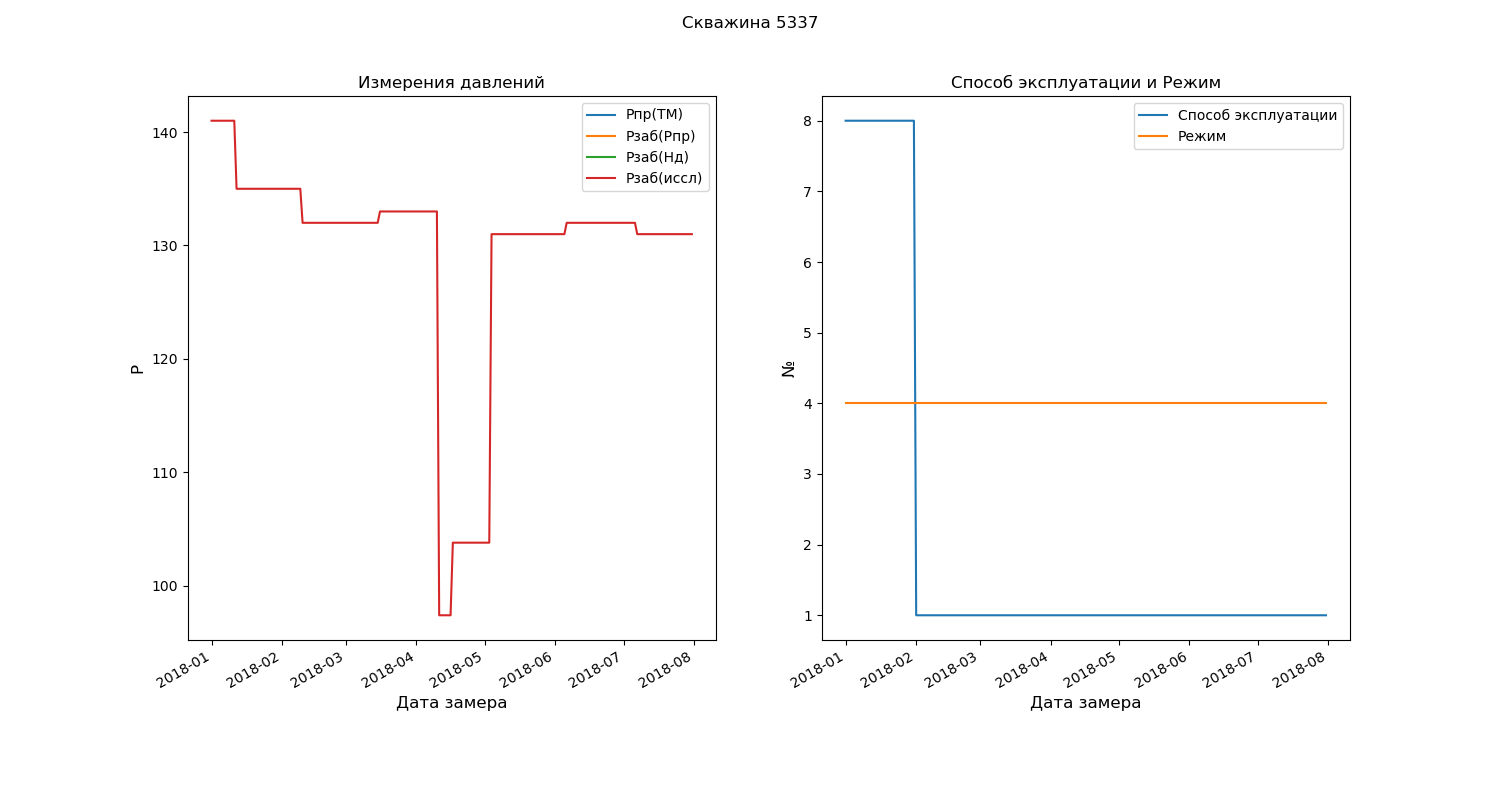 Скважина 5337
Измерения давлений
Рпр(ТМ)
Рзаб(Рпр)
Рзаб(Нд)
Рзаб(иссл)
140
130
120
110
100
Р
2018-01
2018-02
2018-03
2018-04
2018-05
2018-06
2018-07
2018-08
Дата замера
Способ эксплуатации и Режим
Способ эксплуатации
Режим
8
7
6
5
4
3
2
1
№
2018-01
2018-02
2018-03
2018-04
2018-05
2018-06
2018-07
2018-08
Дата замера